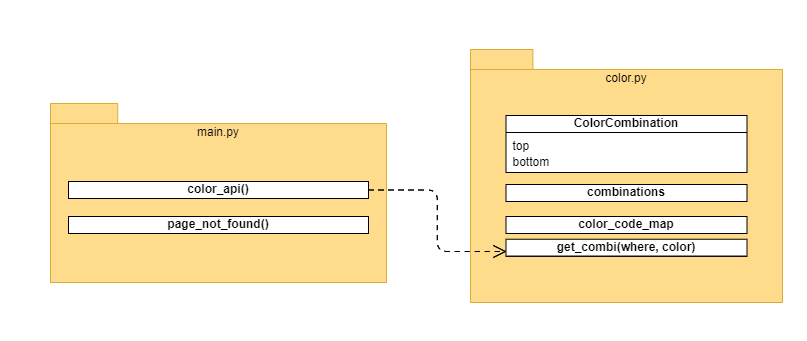 main.py
color_api()
page_not_found()
color.py
ColorCombination
top
bottom
combinations
color_code_map
get_combi(where, color)